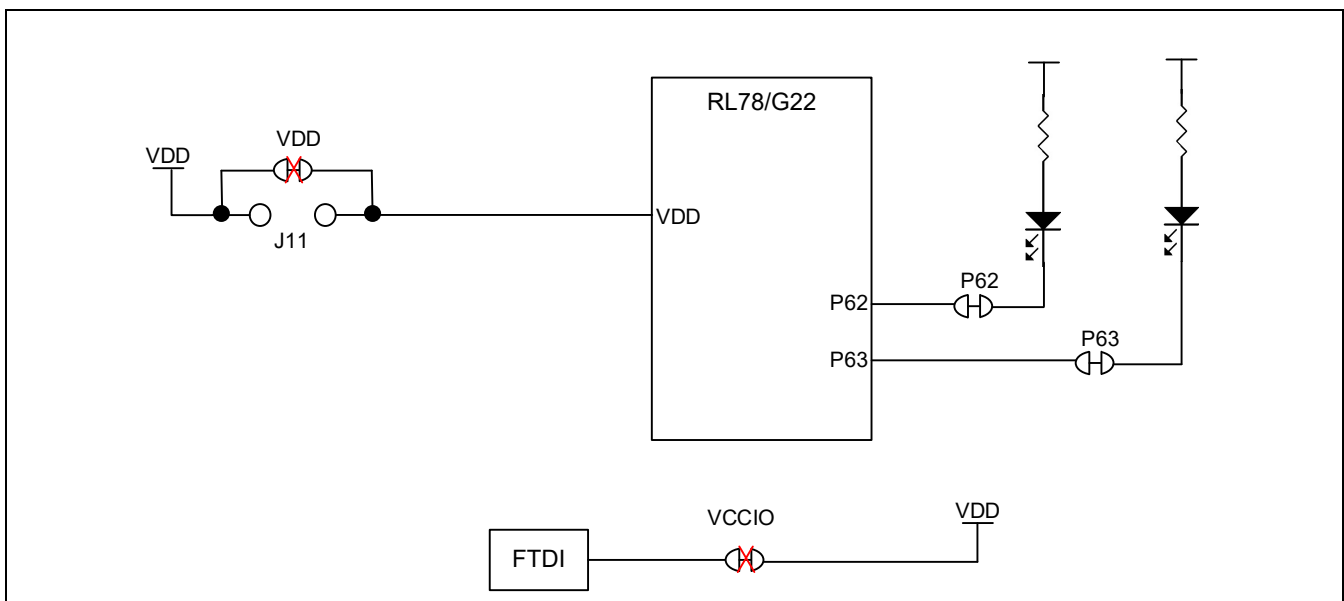 RL78/G22
VDD
VDD
J11
VDD
P62
P62
P63
P63
VCCIO
VDD
FTDI